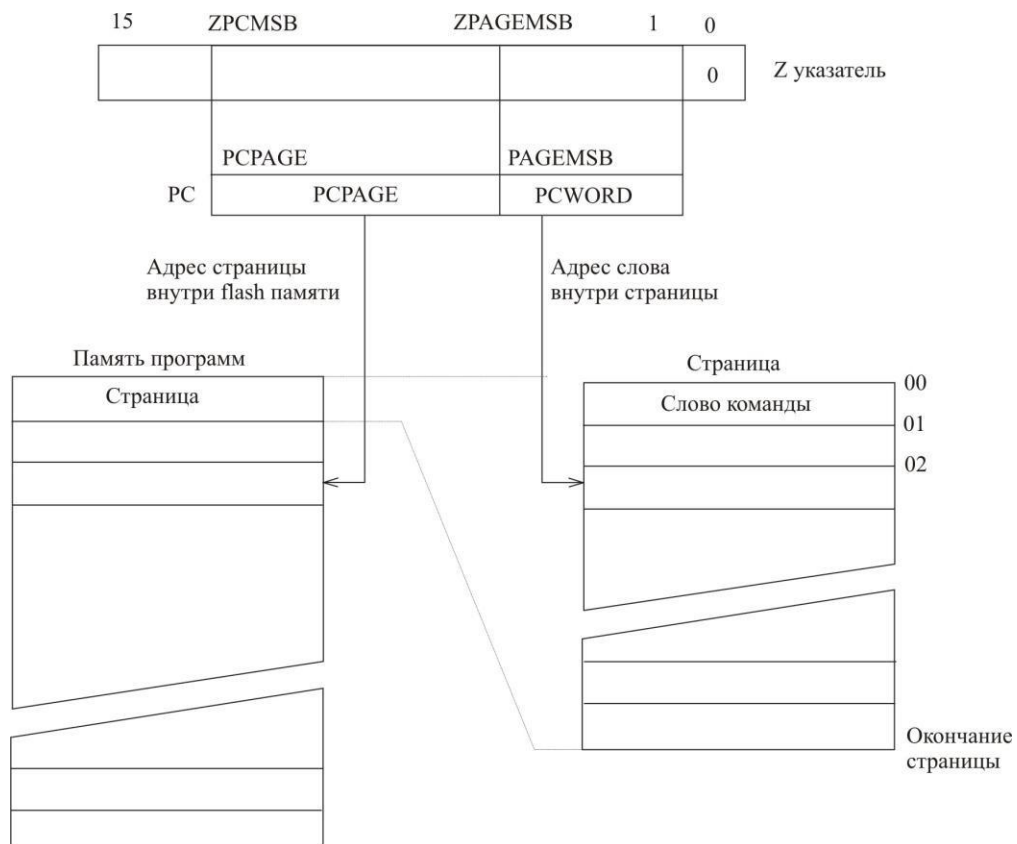 15 ZPCMSB ZPAGEMSB 1 0
0 Z указатель
PCPAGE PAGEMSB
PC PCPAGE PCWORD
Адрес страницы
внутри flash памяти
Адрес слова
внутри страницы
Память программ
Страница
Страница
Слово команды
00
01
02
Окончание
страницы